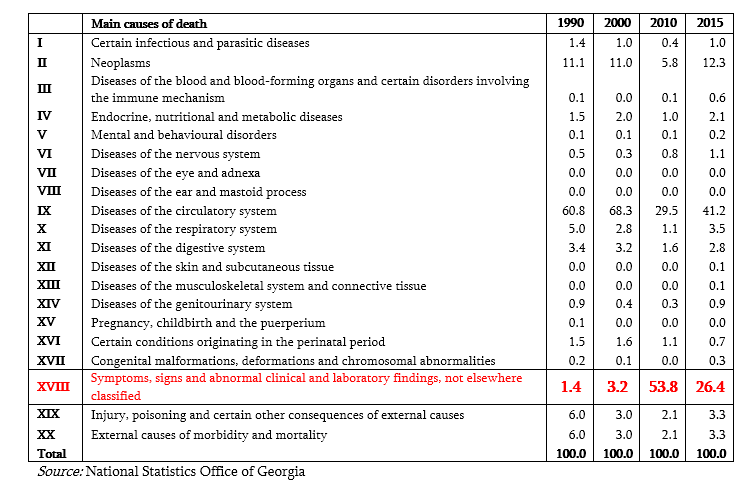 Main causes of death 1990 2000 2010 2015
I Certain infectious and parasitic diseases 1.4 1.0 0.4 1.0
II Neoplasms 11.1 11.0 5.8 12.3
III Diseases of the blood and blood-forming organs and certain disorders involving
the immune mechanism 0.1 0.0 0.1 0.6
IV Endocrine, nutritional and metabolic diseases 1.5 2.0 1.0 2.1
V Mental and behavioural disorders 0.1 0.1 0.1 0.2
VI Diseases of the nervous system 0.5 0.3 0.8 1.1
VII Diseases of the eye and adnexa 0.0 0.0 0.0 0.0
VIII Diseases of the ear and mastoid process 0.0 0.0 0.0 0.0
IX Diseases of the circulatory system 60.8 68.3 29.5 41.2
X Diseases of the respiratory system 5.0 2.8 1.1 3.5
XI Diseases of the digestive system 3.4 3.2 1.6 2.8
XII Diseases of the skin and subcutaneous tissue 0.0 0.0 0.0 0.1
XIII Diseases of the musculoskeletal system and connective tissue 0.0 0.0 0.0 0.1
XIV Diseases of the genitourinary system 0.9 0.4 0.3 0.9
XV Pregnancy, childbirth and the puerperium 0.1 0.0 0.0 0.0
XVI Certain conditions originating in the perinatal period 1.5 1.6 1.1 0.7
XVII Congenital malformations, deformations and chromosomal abnormalities 0.2 0.1 0.0 0.3
XVIII Symptoms, signs and abnormal clinical and laboratory findings, not elsewhere
classified 1.4 3.2 53.8 26.4
XIX Injury, poisoning and certain other consequences of external causes 6.0 3.0 2.1 3.3
XX External causes of morbidity and mortality 6.0 3.0 2.1 3.3
Total 100.0 100.0 100.0 100.0
Source: National Statistics Office of Georgia